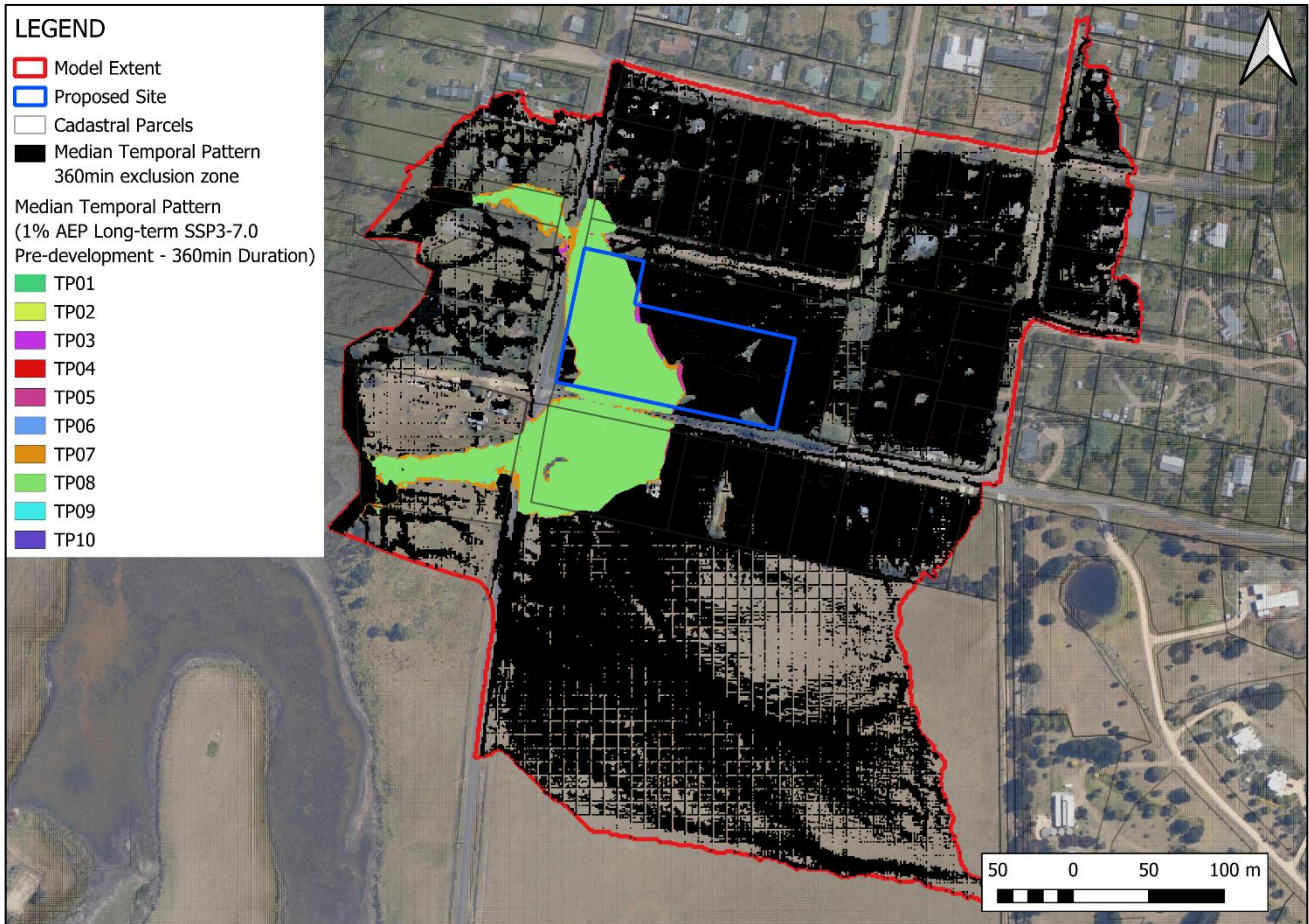 LEGEND
Model Extent
Proposed Site
Cadastral Parcels
Median Temporal Pattern
360min exclusion zone
Median Temporal Pattern
(1% AEP Long-term SSP3-7.0
Pre-development - 360min Duration)
TP01
TP02
TP03
TP04
TP05
TP06
TP07
TP08
TP09
TP10
50 0 50 100 m